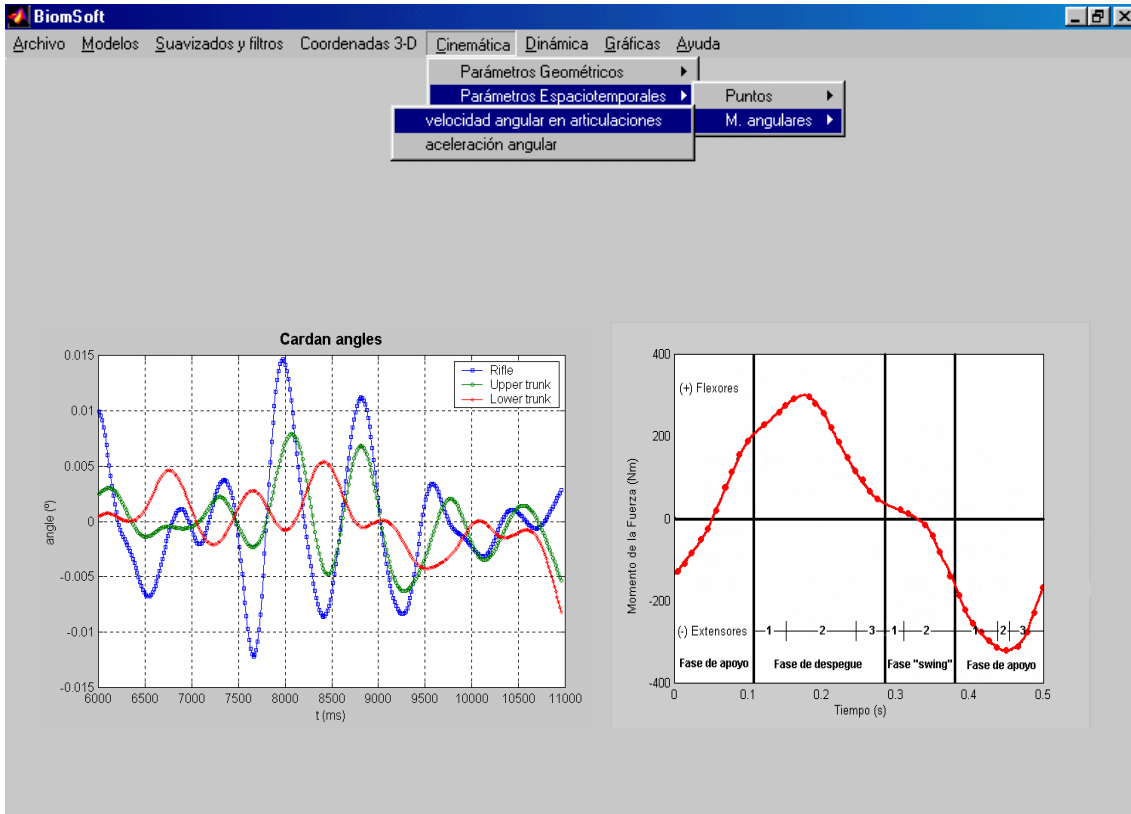 BiomSoft
Archivo Modelos Suavizados y filtros Coordenadas 3-D Cinemática Dinámica Gráficas Ayuda
Parámetros Geométricos
Parámetros Espaciotemporales
Puntos
M. angulares
velocidad angular en articulaciones
aceleración angular
Cardan angles
0.015
0.01
0.005
0
-0.005
-0.01
-0.015
angle (º)
Rifle
Upper trunk
Lower trunk
6000 6500 7000 7500 8000 8500 9000 9500 10000 10500 11000
t (ms)
400
200
0
-200
-400
Momento de la Fuerza (Nm)
(+) Flexores
(-) Extensores
1 2 3 1 2 1 2 3
Fase de apoyo Fase de despegue Fase "swing" Fase de apoyo
0 0.1 0.2 0.3 0.4 0.5
Tiempo (s)